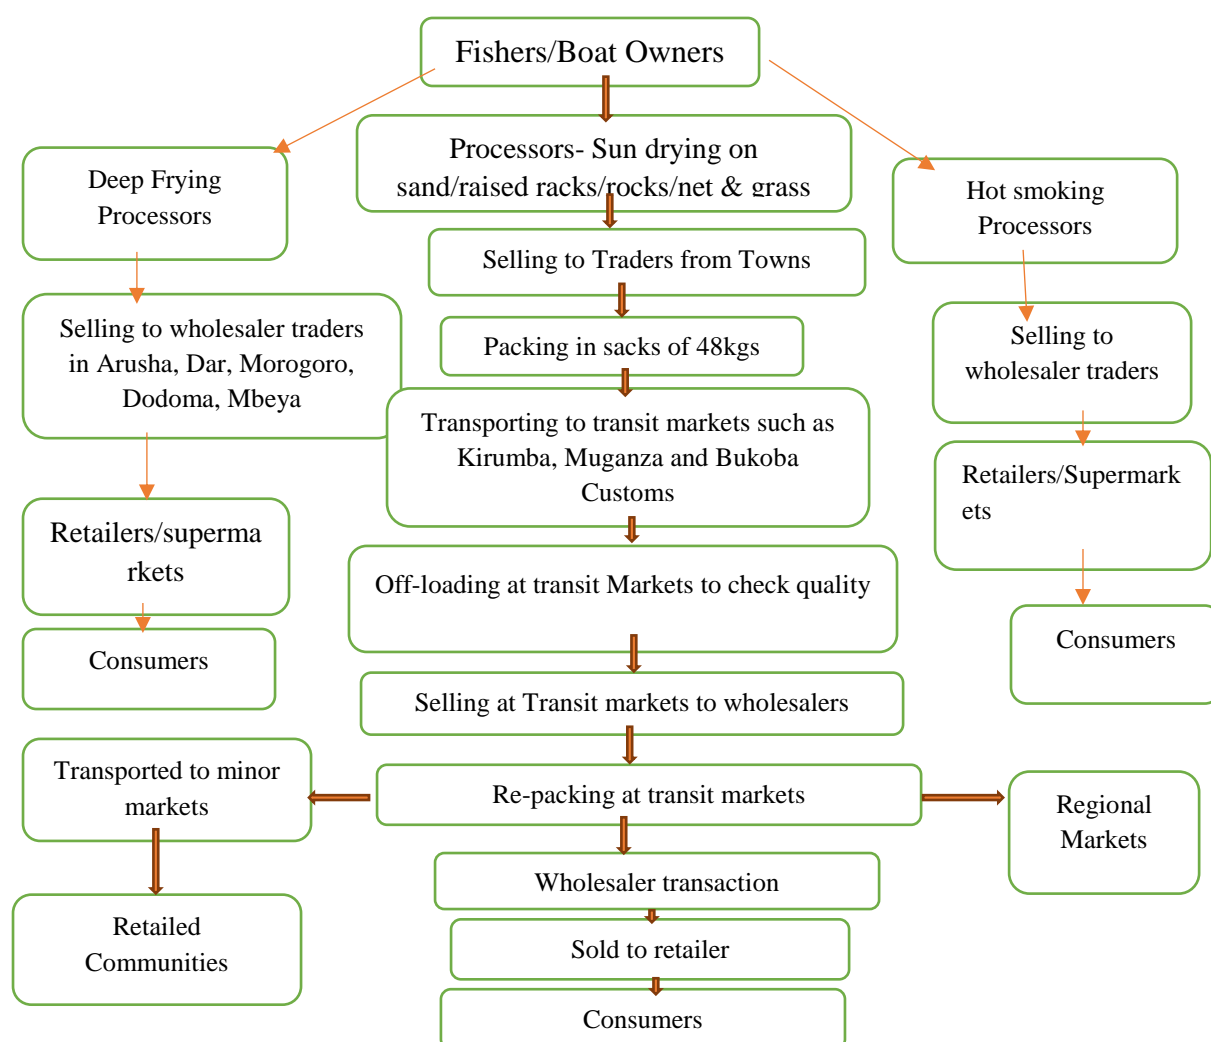 Fishers/Boat Owners
Processors- Sun drying on
sand/raised racks/rocks/net & grass
Deep Frying
Processors
Hot smoking
Processors
Selling to Traders from Towns
Selling to wholesaler traders
in Arusha, Dar, Morogoro,
Dodoma, Mbeya
Packing in sacks of 48kgs
Selling to
wholesaler traders
Transporting to transit markets such as
Kirumba, Muganza and Bukoba
Customs
Retailers/superma
rkets
Retailers/Supermark
ets
Off-loading at transit Markets to check quality
Consumers
Consumers
Selling at Transit markets to wholesalers
Transported to minor
markets
Re-packing at transit markets
Regional
Markets
Wholesaler transaction
Retailed
Communities
Sold to retailer
Consumers